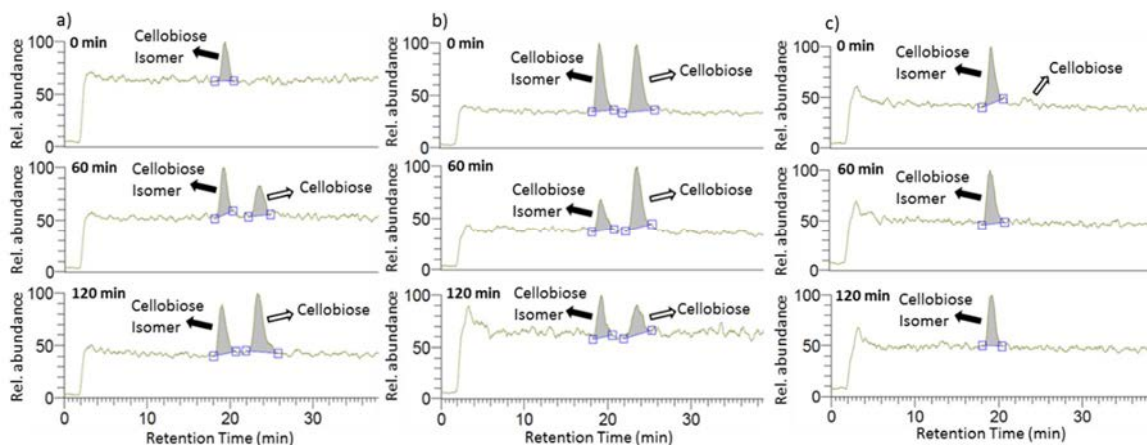 a)
Rel. abundance
100
50
0
0 min
Cellobiose
Isomer
Rel. abundance
100
50
0
60 min
Cellobiose
Isomer
Cellobiose
Rel. abundance
100
50
0
120 min
Cellobiose
Isomer
Cellobiose
0 10 20 30
Retention Time (min)
b)
Rel. abundance
100
50
0
0 min
Cellobiose
Isomer
Cellobiose
Rel. abundance
100
50
0
60 min
Cellobiose
Isomer
Cellobiose
Rel. abundance
100
50
0
120 min
Cellobiose
Isomer
Cellobiose
0 10 20 30
Retention Time (min)
c)
Rel. abundance
100
50
0
0 min
Cellobiose
Isomer
Cellobiose
Rel. abundance
100
50
0
60 min
Cellobiose
Isomer
Rel. abundance
100
50
0
120 min
Cellobiose
Isomer
0 10 20 30
Retention Time (min)